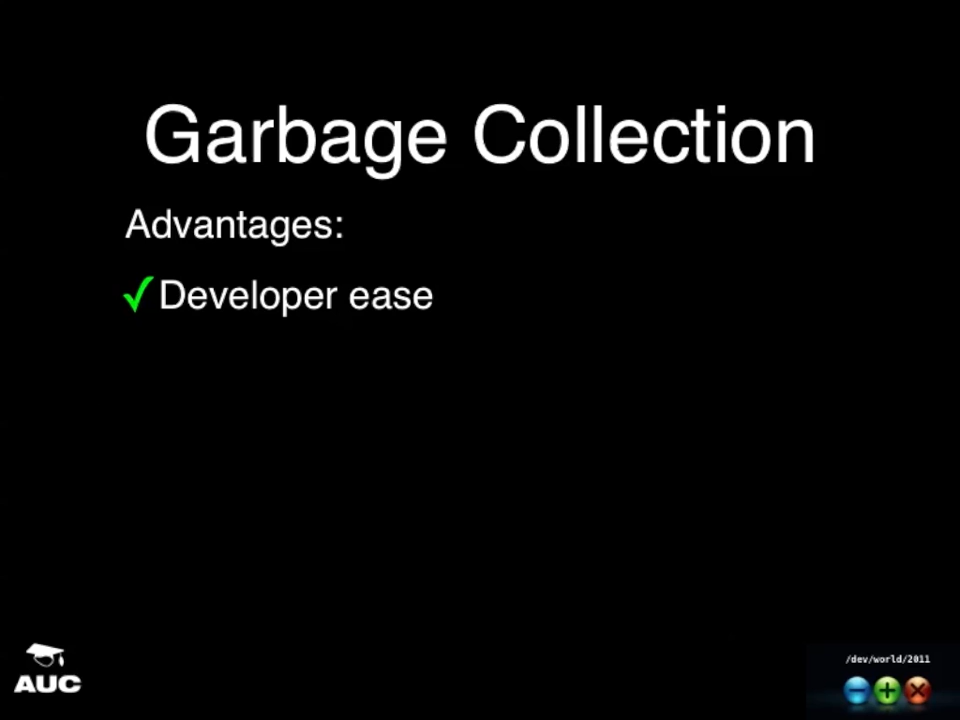 Garbage Collection
Advantages:
✓Developer ease
AUC
/dev/world/2011